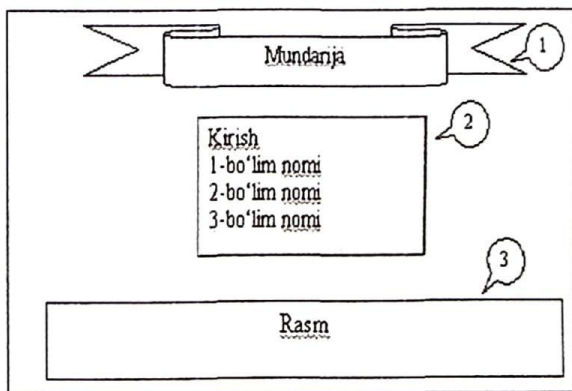 Mundarija
1
2
Kirish
1-bo‘lim nomi
2-bo‘lim nomi
3-bo‘lim nomi
3
Rasm